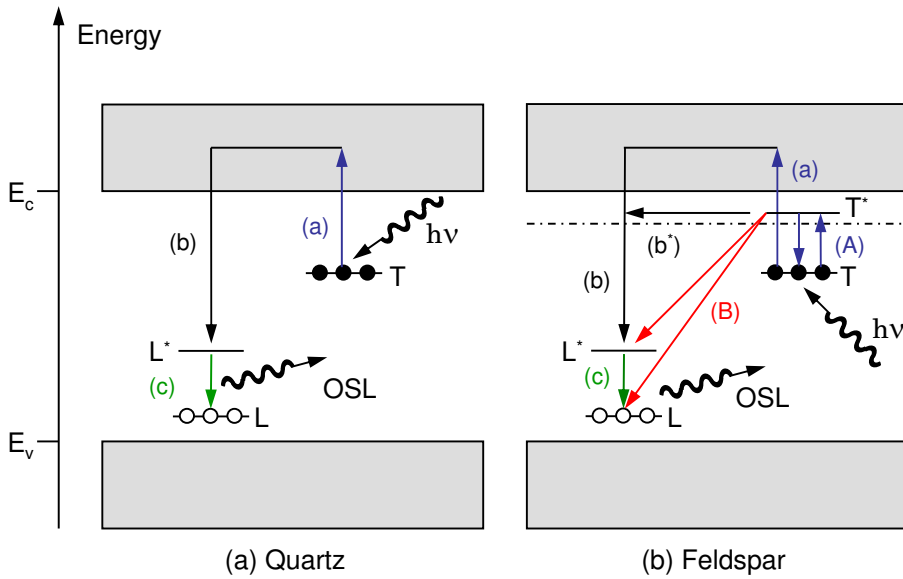 Energy
E_c
E_v
(b)
(a)
hν
T
L*
(c)
OSL
L
(a) Quartz
(a)
T*
(b*)
(A)
(b)
T
(B)
hν
L*
(c)
OSL
L
(b) Feldspar